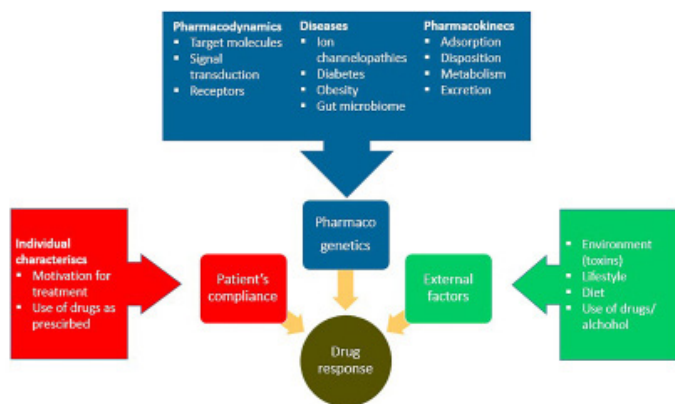 Pharmacodynamics
▪ Target molecules
▪ Signal
transduction
▪ Receptors
Diseases
▪ Ion
channelopathies
▪ Diabetes
▪ Obesity
▪ Gut microbiome
Pharmacokinecs
▪ Adsorption
▪ Disposition
▪ Metabolism
▪ Excretion
Pharmaco
genetics
Individual
characteriscs
▪ Motivation for
treatment
▪ Use of drugs as
prescirbed
Patient's
compliance
External
factors
▪ Environment
(toxins)
▪ Lifestyle
▪ Diet
▪ Use of drugs/
alchohol
Drug
response